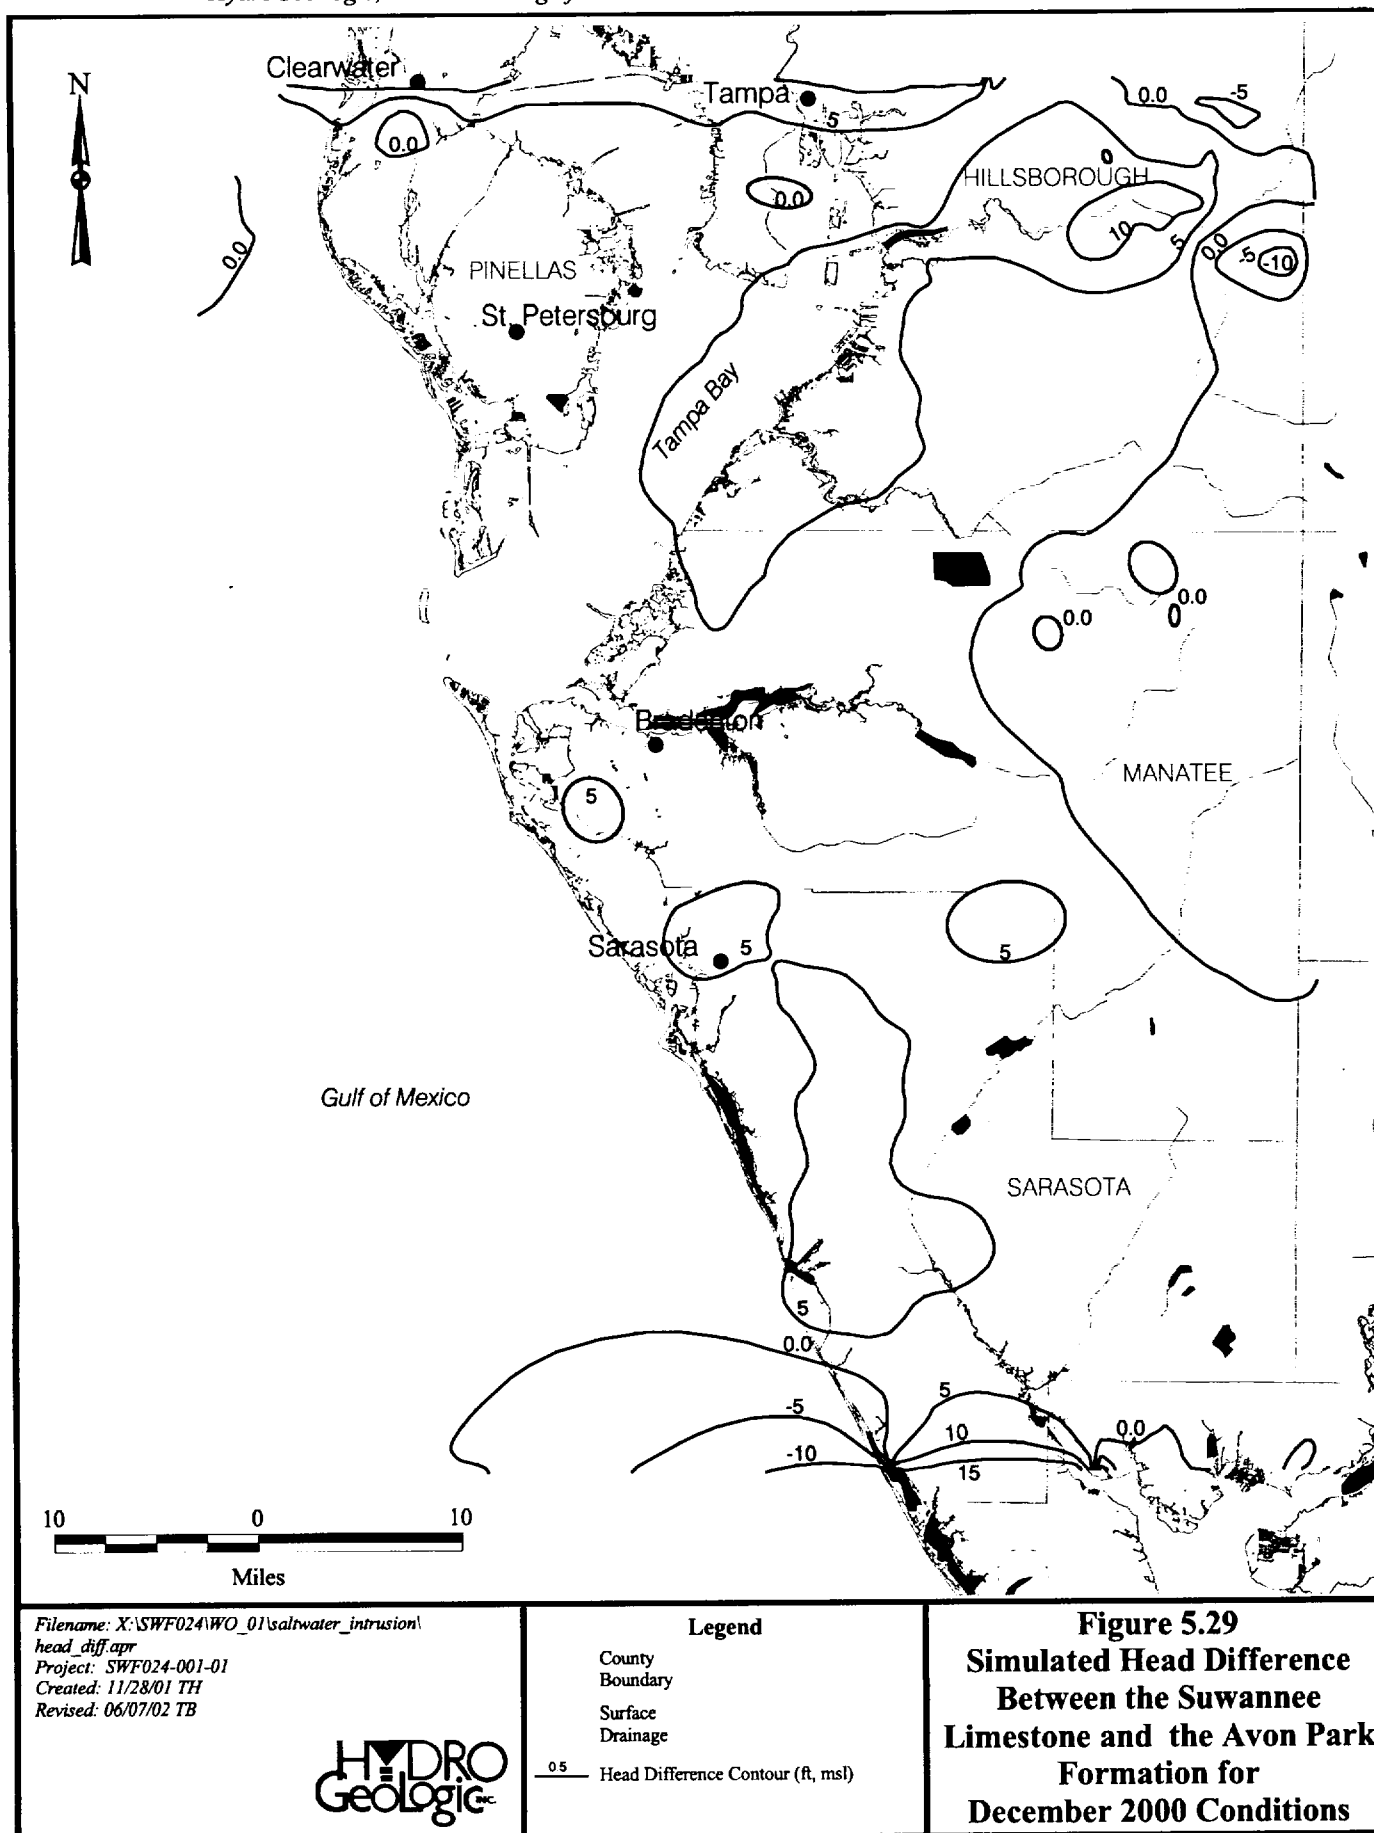 N
Clearwater
Tampa
0.0
-5
5
0.0
0
HILLSBOROUGH
0.0
10
5
0.0
-5
-10
0.0
PINELLAS
St. Petersburg
Tampa Bay
0.0
0.0
Bradenton
MANATEE
5
Sarasota
5
5
Gulf of Mexico
SARASOTA
5
0.0
-5
5
10
0.0
-10
15
10 0 10
Miles
Filename: X:\SWF024\WO_01\saltwater_intrusion\
head_diff.apr
Project: SWF024-001-01
Created: 11/28/01 TH
Revised: 06/07/02 TB
HYDRO
GeoLogic INC.
Legend
County
Boundary
Surface
Drainage
0.5 Head Difference Contour (ft, msl)
Figure 5.29
Simulated Head Difference
Between the Suwannee
Limestone and the Avon Park
Formation for
December 2000 Conditions